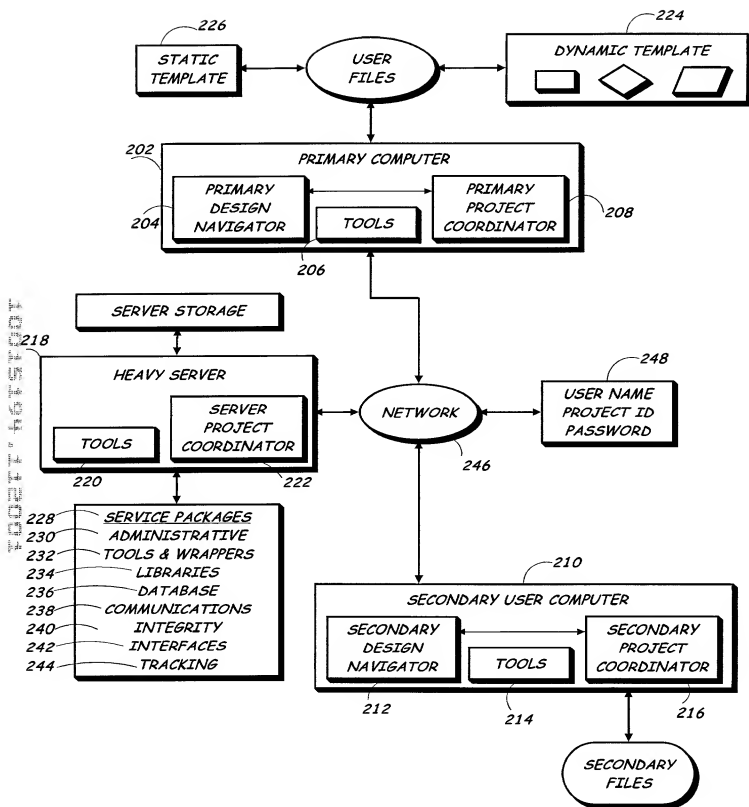 226
224
STATIC
TEMPLATE
USER
FILES
DYNAMIC TEMPLATE
202
PRIMARY COMPUTER
PRIMARY
DESIGN
NAVIGATOR
TOOLS
PRIMARY
PROJECT
COORDINATOR
204
206
208
SERVER STORAGE
218
HEAVY SERVER
TOOLS
SERVER
PROJECT
COORDINATOR
220
222
NETWORK
246
248
USER NAME
PROJECT ID
PASSWORD
228 SERVICE PACKAGES
230 ADMINISTRATIVE
232 TOOLS & WRAPPERS
234 LIBRARIES
236 DATABASE
238 COMMUNICATIONS
240 INTEGRITY
242 INTERFACES
244 TRACKING
210
SECONDARY USER COMPUTER
SECONDARY
DESIGN
NAVIGATOR
TOOLS
SECONDARY
PROJECT
COORDINATOR
212
214
216
SECONDARY
FILES